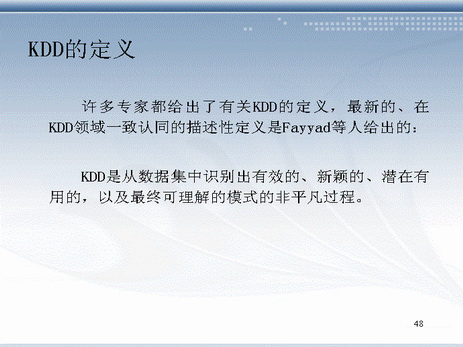 KDD的定义
许多专家都给出了有关KDD的定义，最新的、在
KDD领域一致认同的描述性定义是Fayyad等人给出的：
KDD是从数据集中识别出有效的、新颖的、潜在有
用的，以及最终可理解的模式的非平凡过程。
48